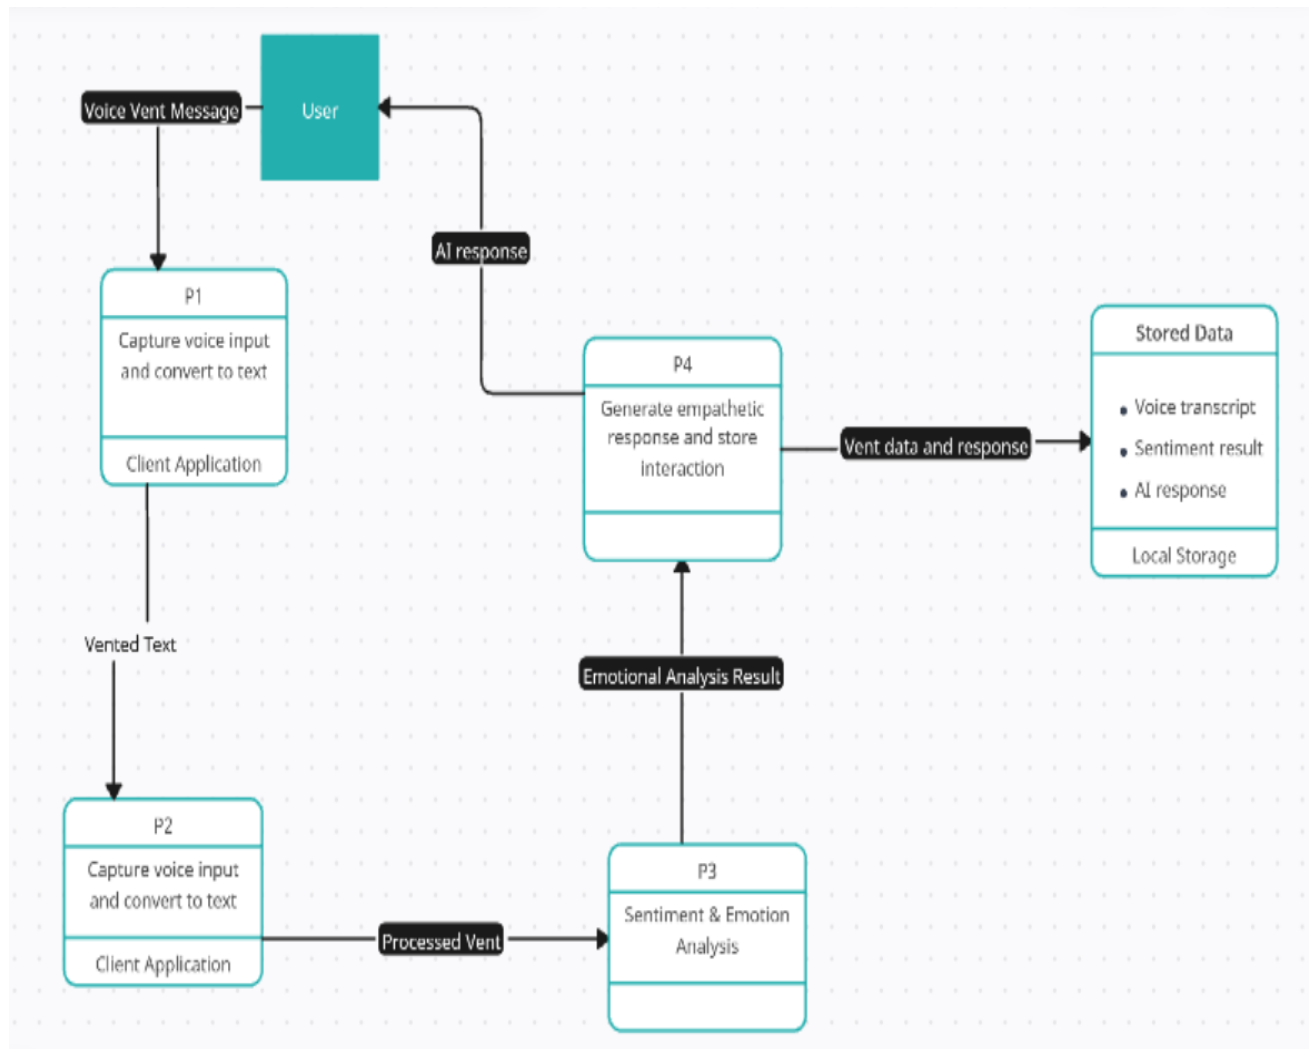 Voice Vent Message
User
AI response
P1
Capture voice input
and convert to text
Client Application
P4
Generate empathetic
response and store
interaction
Vent data and response
Stored Data
• Voice transcript
• Sentiment result
• AI response
Local Storage
Vented Text
Emotional Analysis Result
P2
Capture voice input
and convert to text
Client Application
Processed Vent
P3
Sentiment & Emotion
Analysis